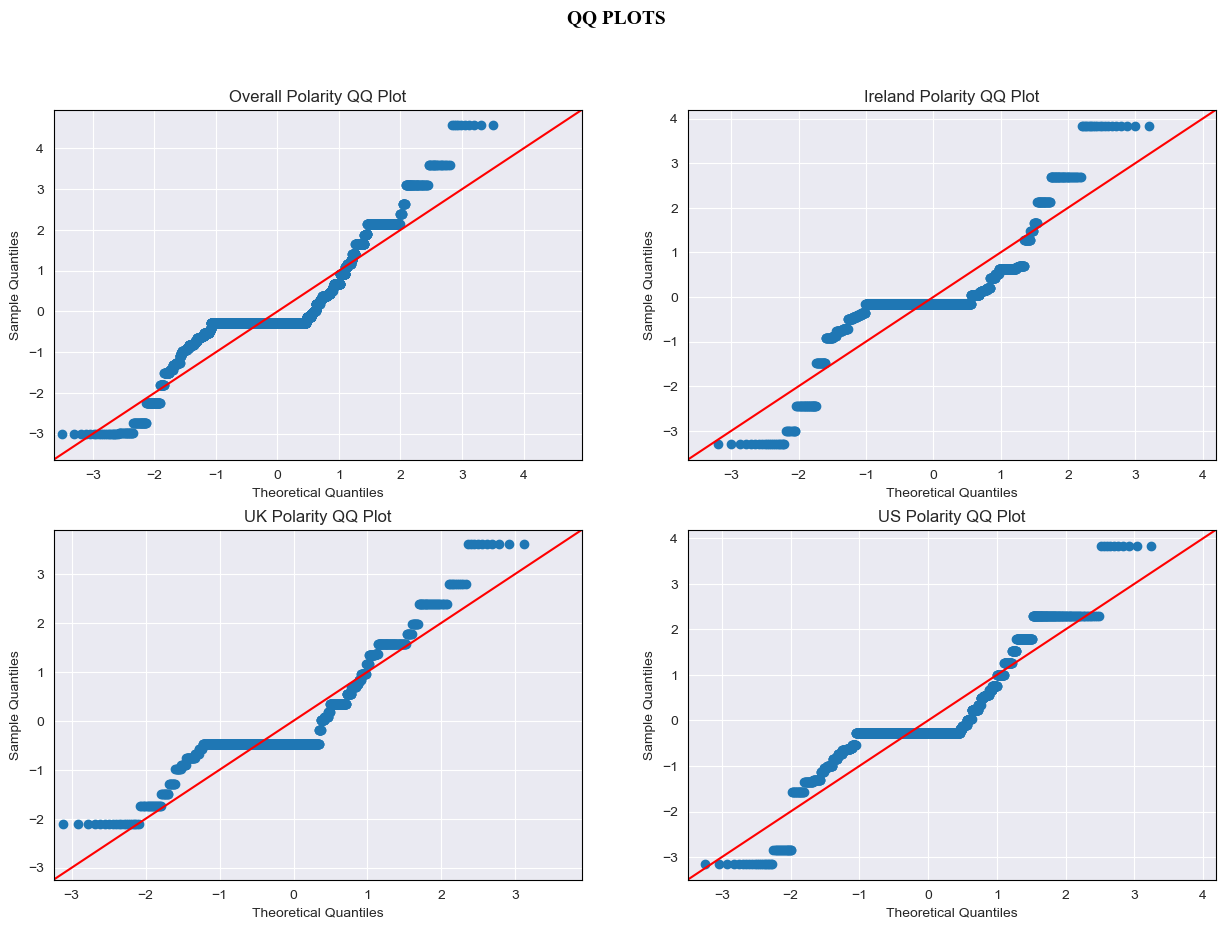 QQ PLOTS
Overall Polarity QQ Plot
Sample Quantiles
4
3
2
1
0
−1
−2
−3
−3 −2 −1 0 1 2 3 4
Theoretical Quantiles
Ireland Polarity QQ Plot
Sample Quantiles
4
3
2
1
0
−1
−2
−3
−3 −2 −1 0 1 2 3 4
Theoretical Quantiles
UK Polarity QQ Plot
Sample Quantiles
3
2
1
0
−1
−2
−3
−3 −2 −1 0 1 2 3
Theoretical Quantiles
US Polarity QQ Plot
Sample Quantiles
4
3
2
1
0
−1
−2
−3
−3 −2 −1 0 1 2 3 4
Theoretical Quantiles